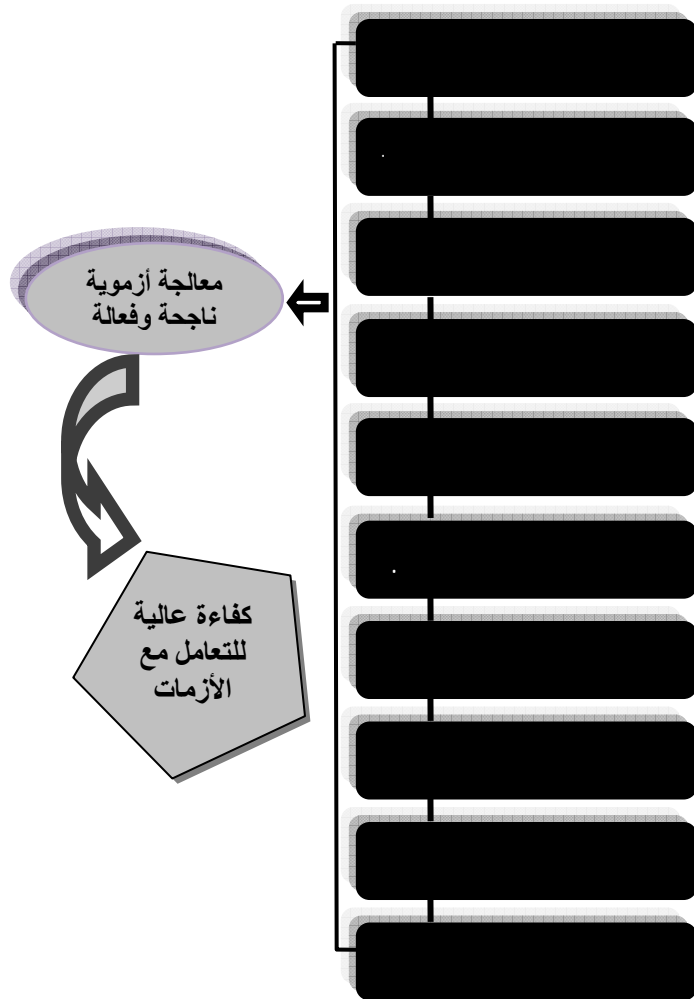 معالجة أزموية
ناجحة وفعالة
كفاءة عالية
للتعامل مع
الأزمات